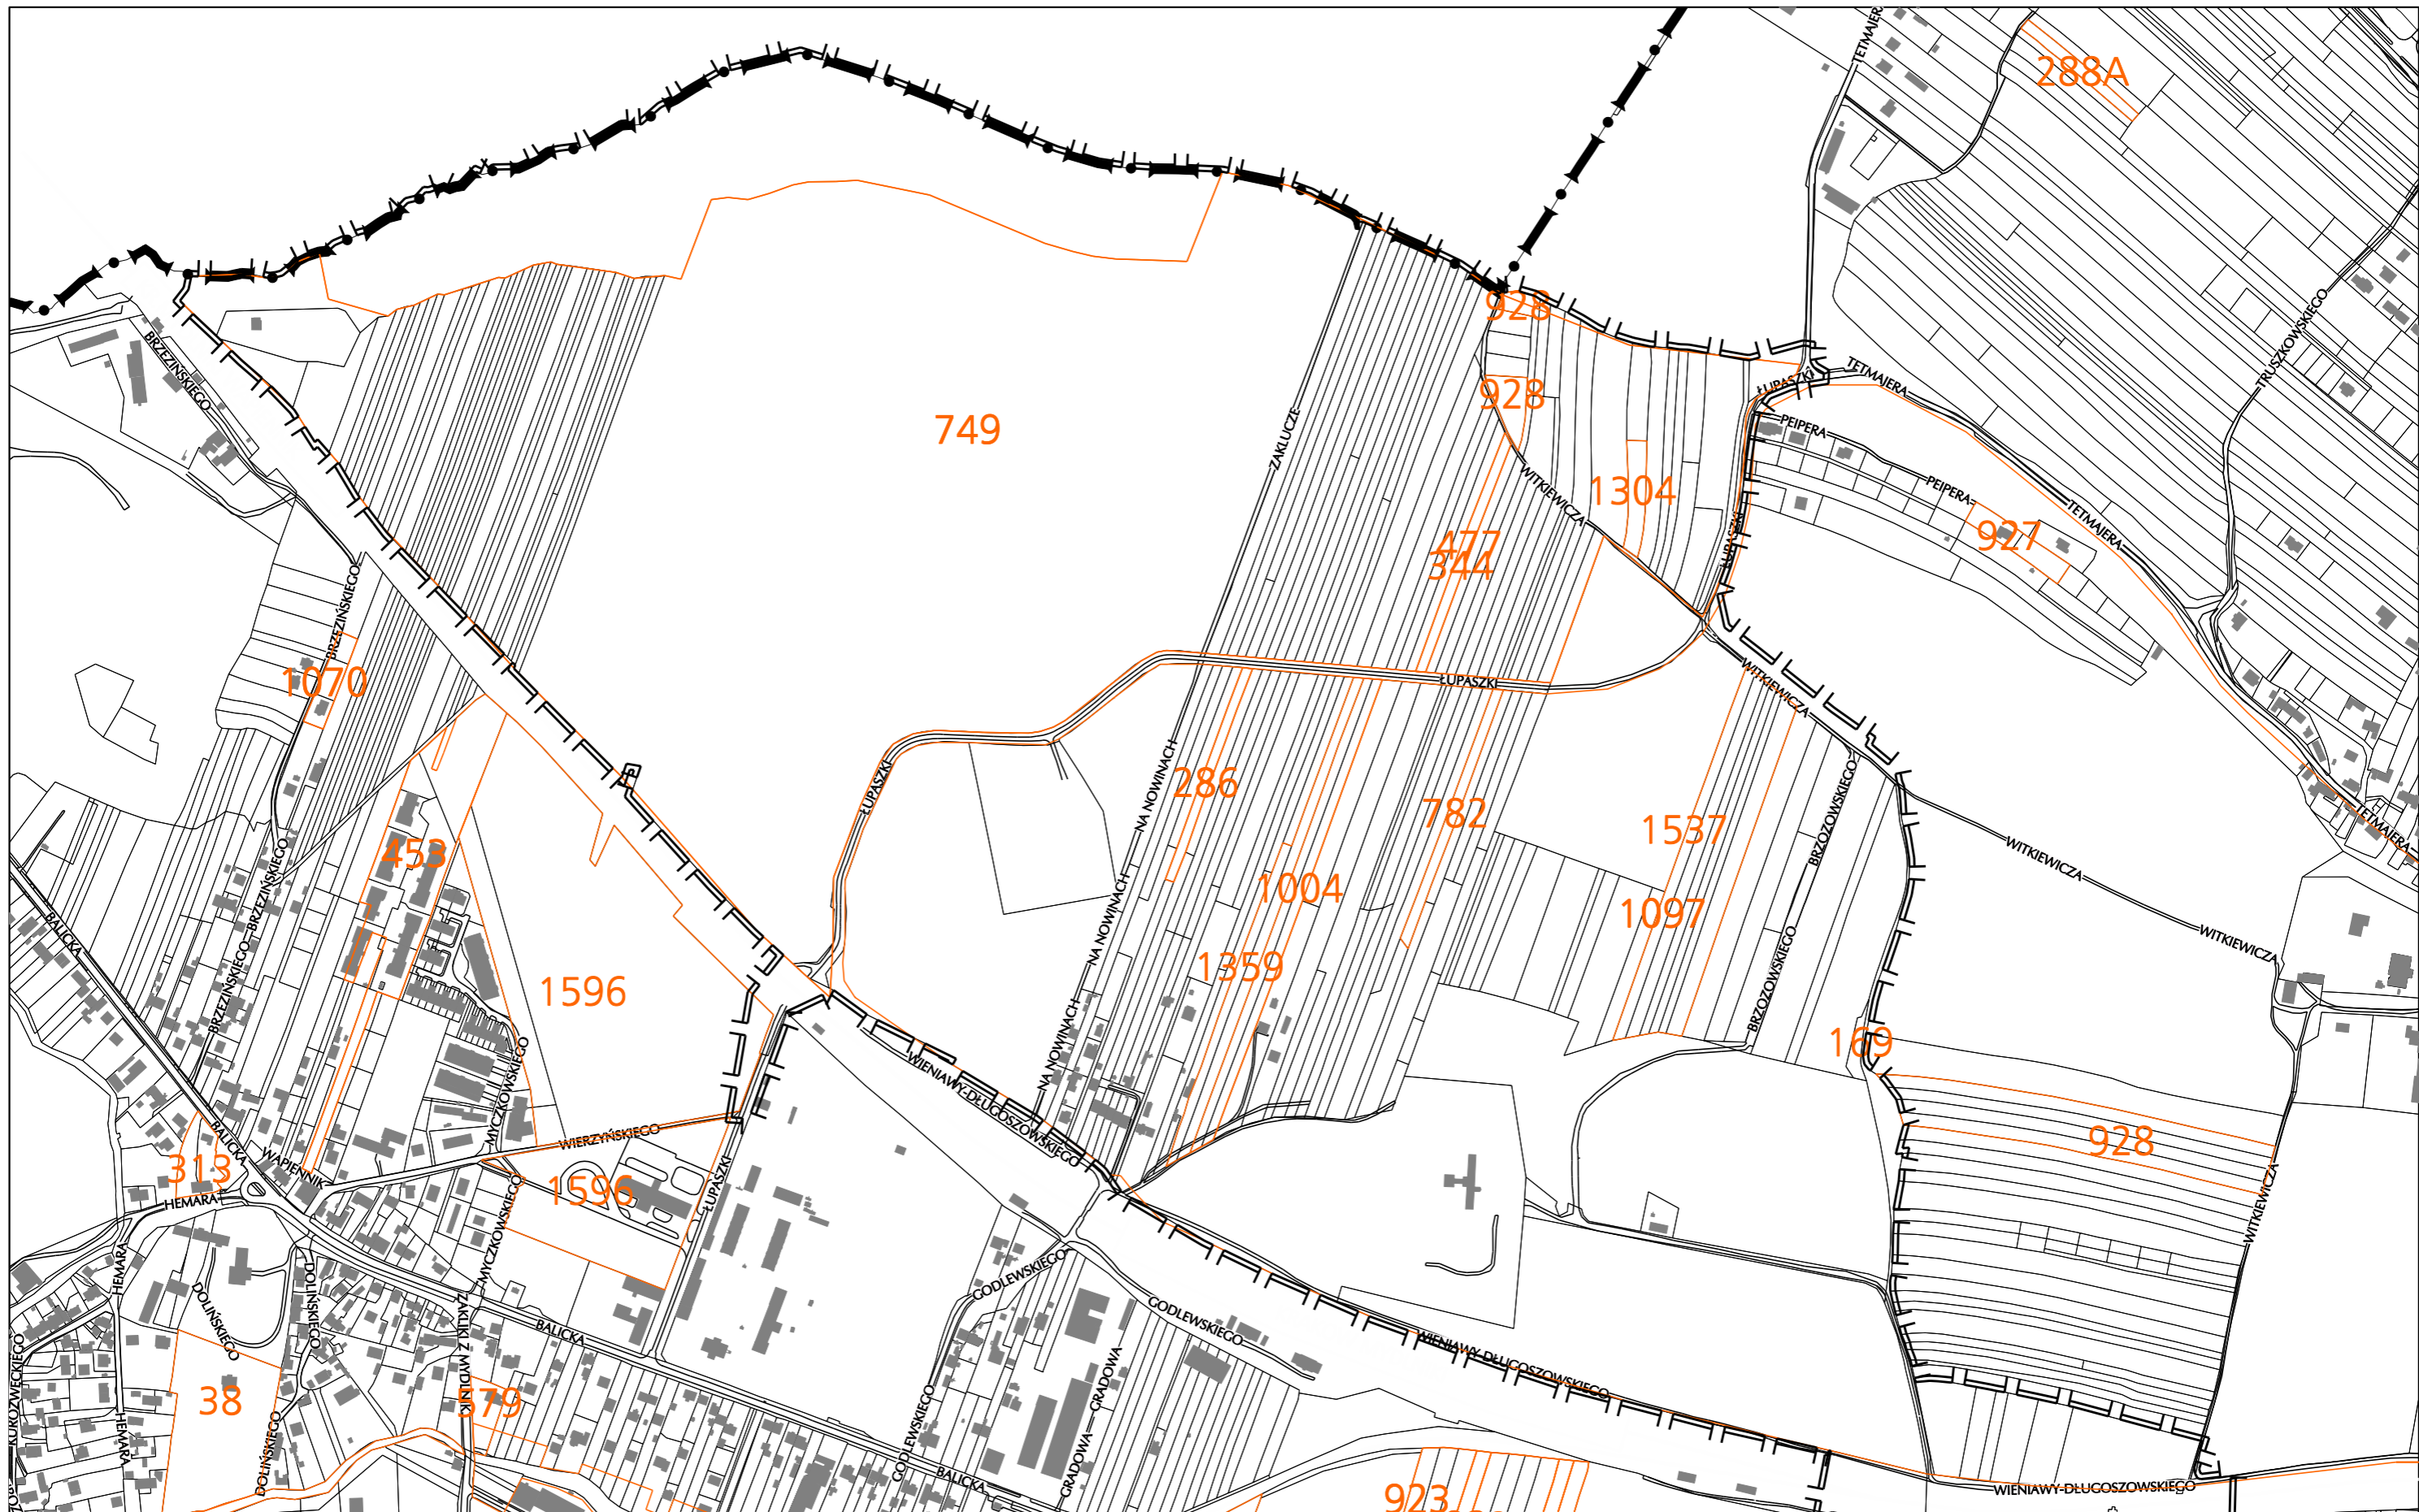 TETMAJERA
288A
BRZEZIŃSKIEGO
928
TRUSZKOWSKIEGO
ŁUPASZKI
TETMAJERA
928
749
ZAKLUCZE
PEIPERA
WITKIEWICZA
1304
PEIPERA
TETMAJERA
927
477
344
ŁUPASZKI
BRZEZIŃSKIEGO
1070
ŁUPASZKI
WITKIEWICZA
ŁUPASZKI
286
NA NOWINACH
782
1537
BRZOZOWSKIEGO
TETMAJERA
453
WITKIEWICZA
BRZEZIŃSKIEGO
1004
NA NOWINACH
1097
BALICKA
WITKIEWICZA
1359
BRZEZIŃSKIEGO
1596
BRZOZOWSKIEGO
NA NOWINACH
169
MYCZKOWSKIEGO
WIENIAWY-DŁUGOSZOWSKIEGO
928
BALICKA
WIERZYŃSKIEGO
313
WAPIENNIK
1596
ŁUPASZKI
HEMARA
MYCZKOWSKIEGO
WITKIEWICZA
HEMARA
DOLIŃSKIEGO
DOLIŃSKIEGO
GODLEWSKIEGO
GODLEWSKIEGO
BALICKA
ZAKLIKI Z MYDLNIK
WIENIAWY-DŁUGOSZOWSKIEGO
KUROZWĘCKIEGO
38
579
GRADOWA
HEMARA
DOLIŃSKIEGO
GODLEWSKIEGO
BALICKA
GRADOWA
923
WIENIAWY-DŁUGOSZOWSKIEGO